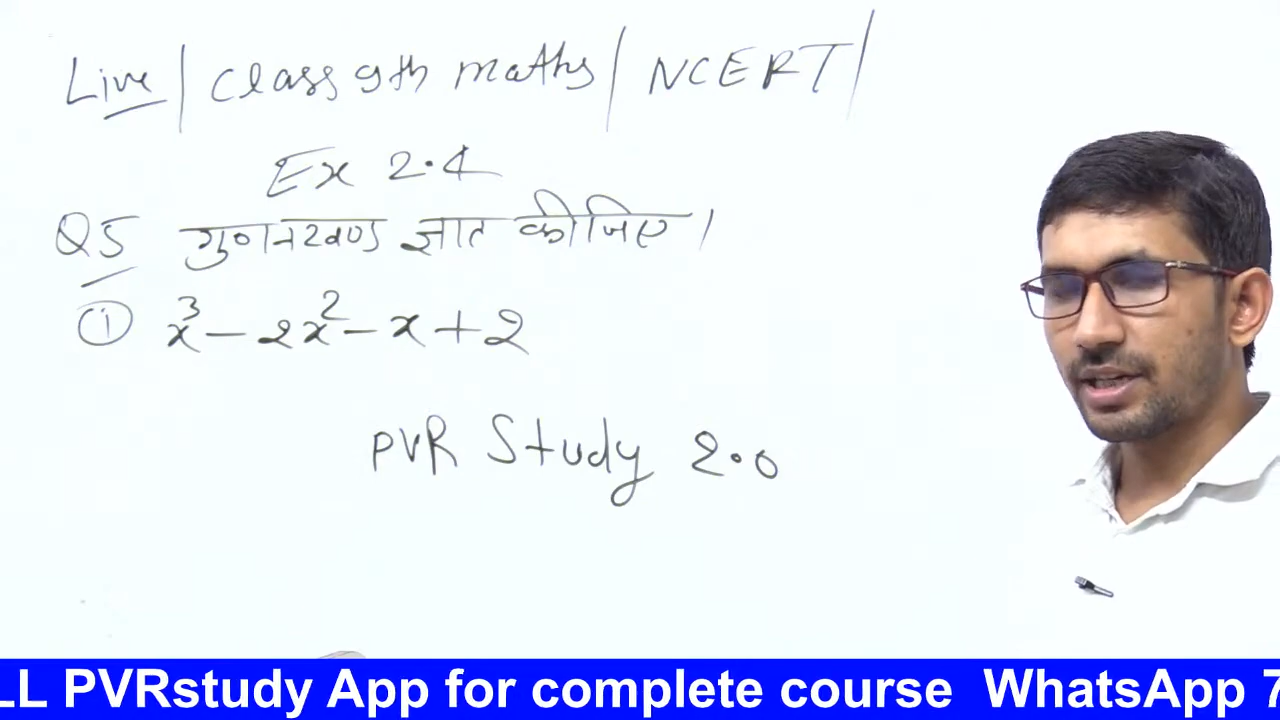 Live | Class 9th maths | NCERT |
Ex 2.4
Q5 गुणनखण्ड ज्ञात कीजिए।
① x³ - 2x² - x + 2
PVR Study 2.0
LL PVRstudy App for complete course WhatsApp 7